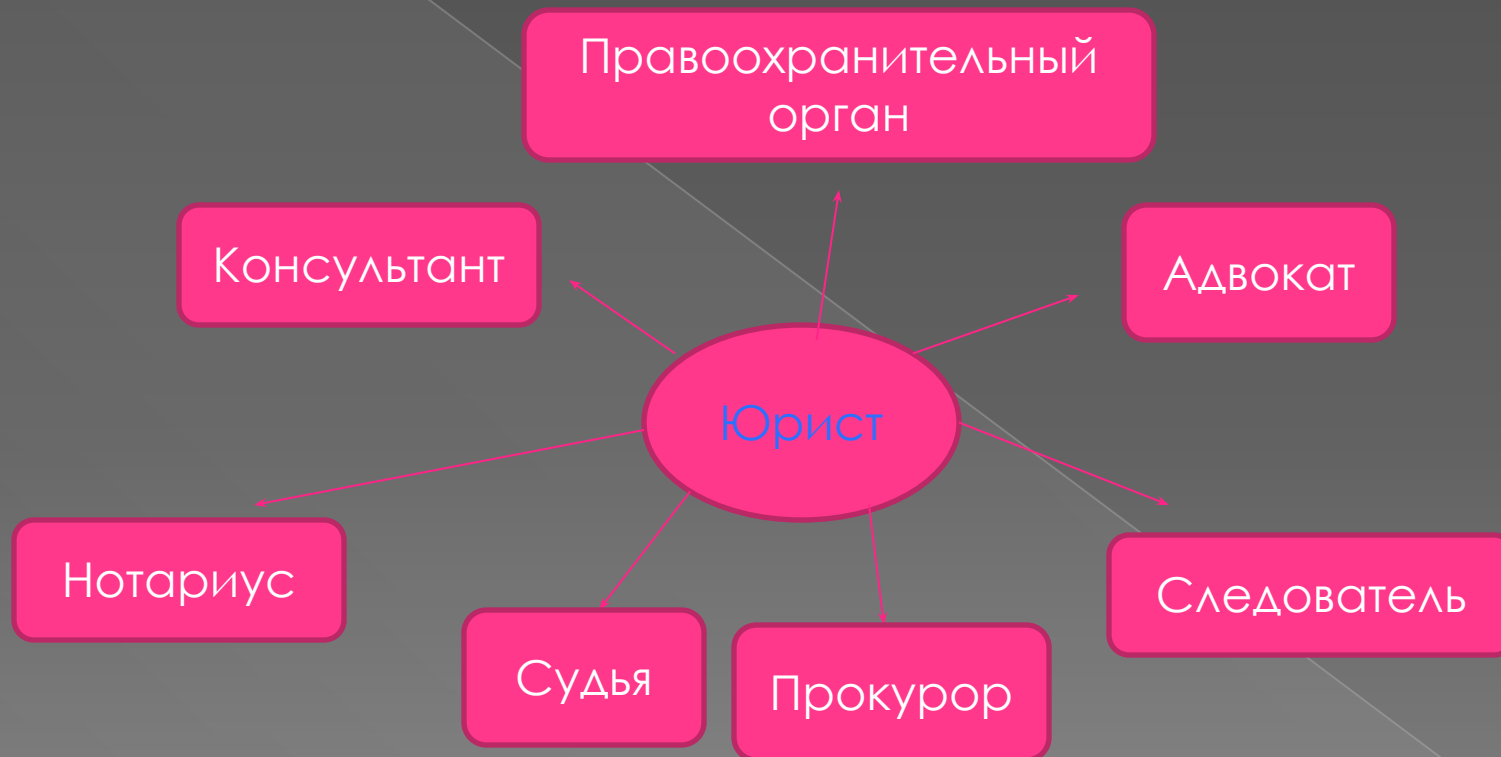 Правоохранительный
орган
Консультант
Адвокат
Юрист
Нотариус
Следователь
Судья
Прокурор